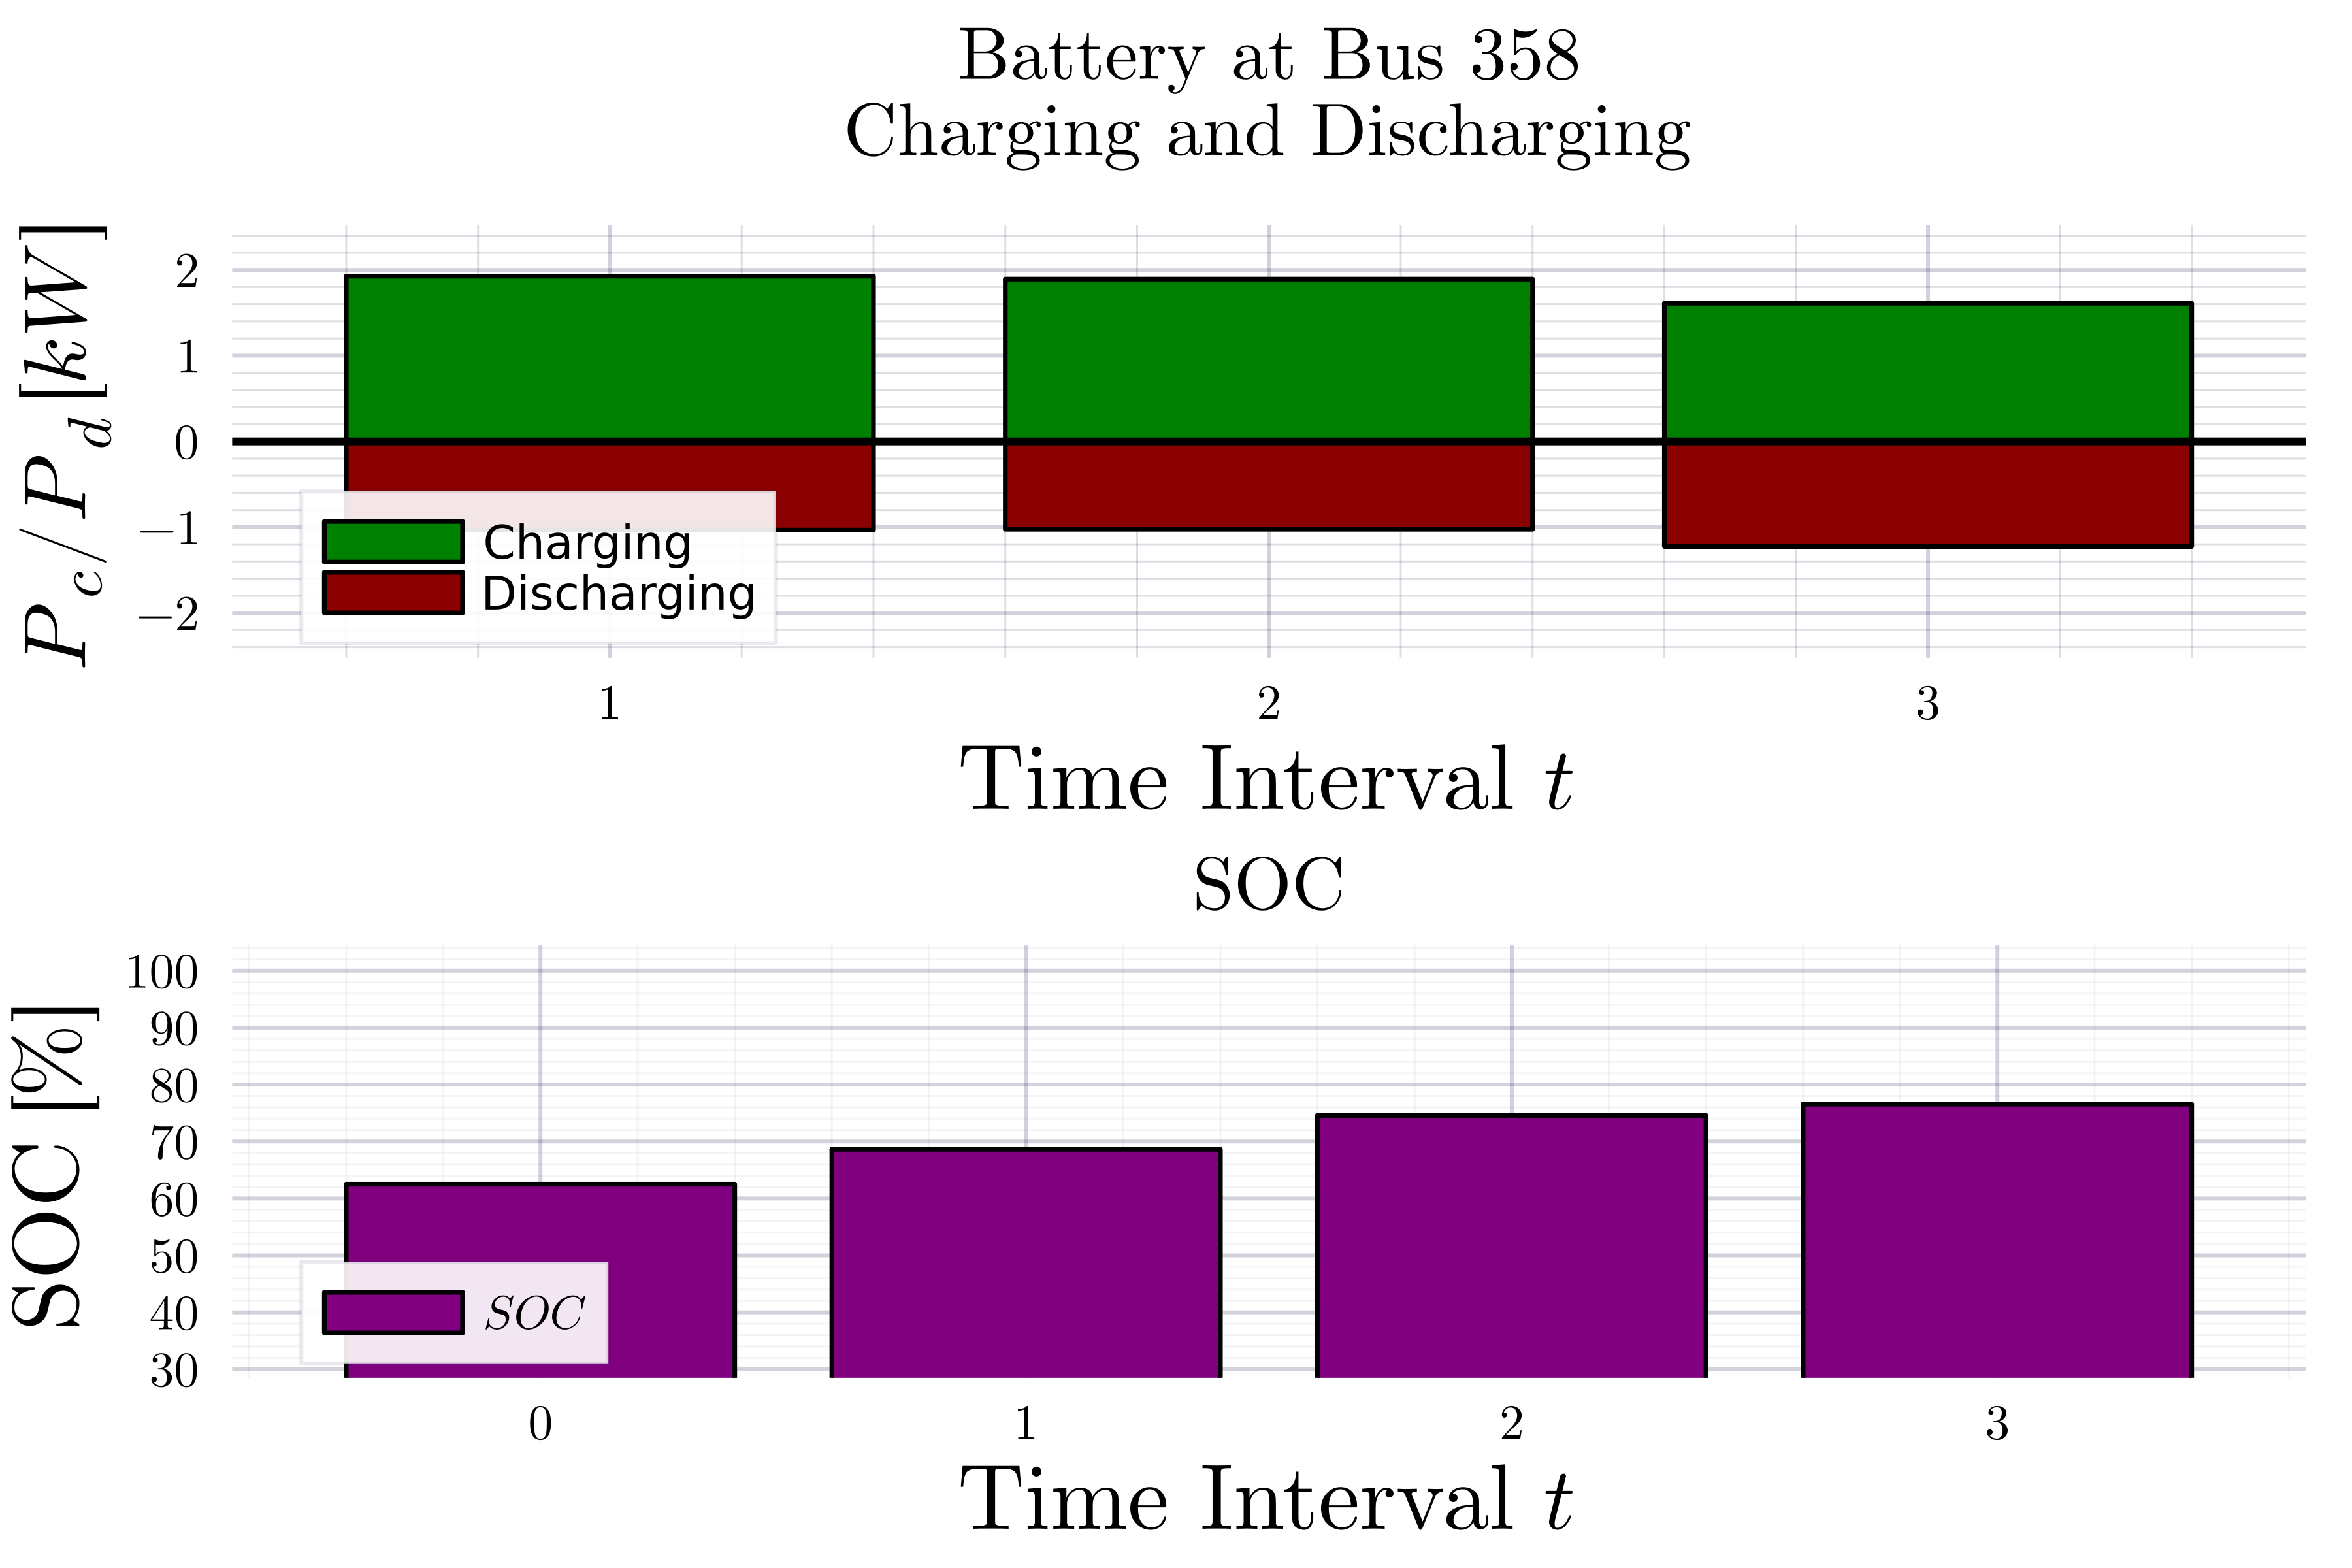 Battery at Bus 358
Charging and Discharging
P_c/P_d [kW]
2
1
0
−1
−2
Charging
Discharging
1 2 3
Time Interval t
SOC
SOC [%]
100
90
80
70
60
50
40
30
SOC
0 1 2 3
Time Interval t